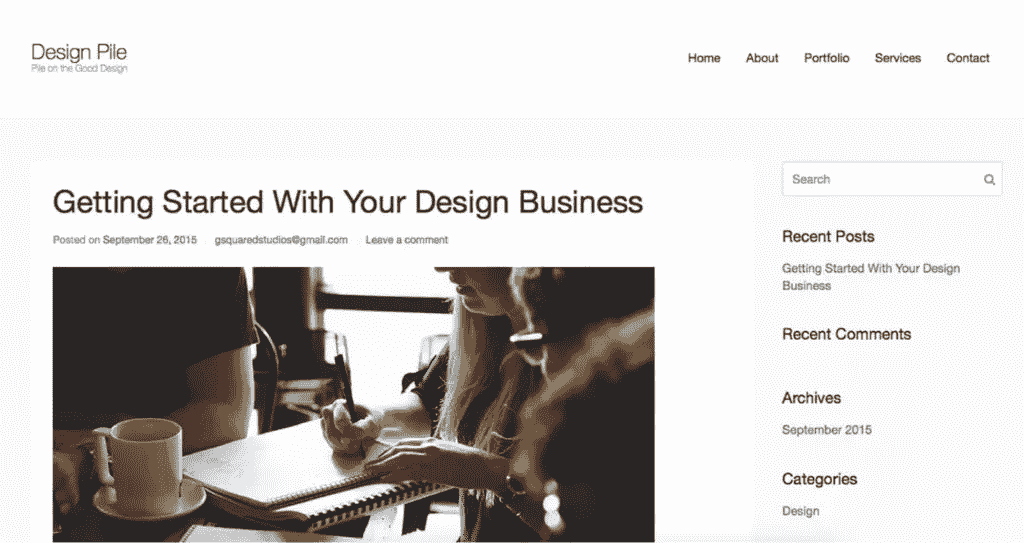 Design Pile
Pile on the Good Design
Home About Portfolio Services Contact
Getting Started With Your Design Business
Posted on September 26, 2015 gsquaredstudios@gmail.com Leave a comment
Search
Recent Posts
Getting Started With Your Design
Business
Recent Comments
Archives
September 2015
Categories
Design